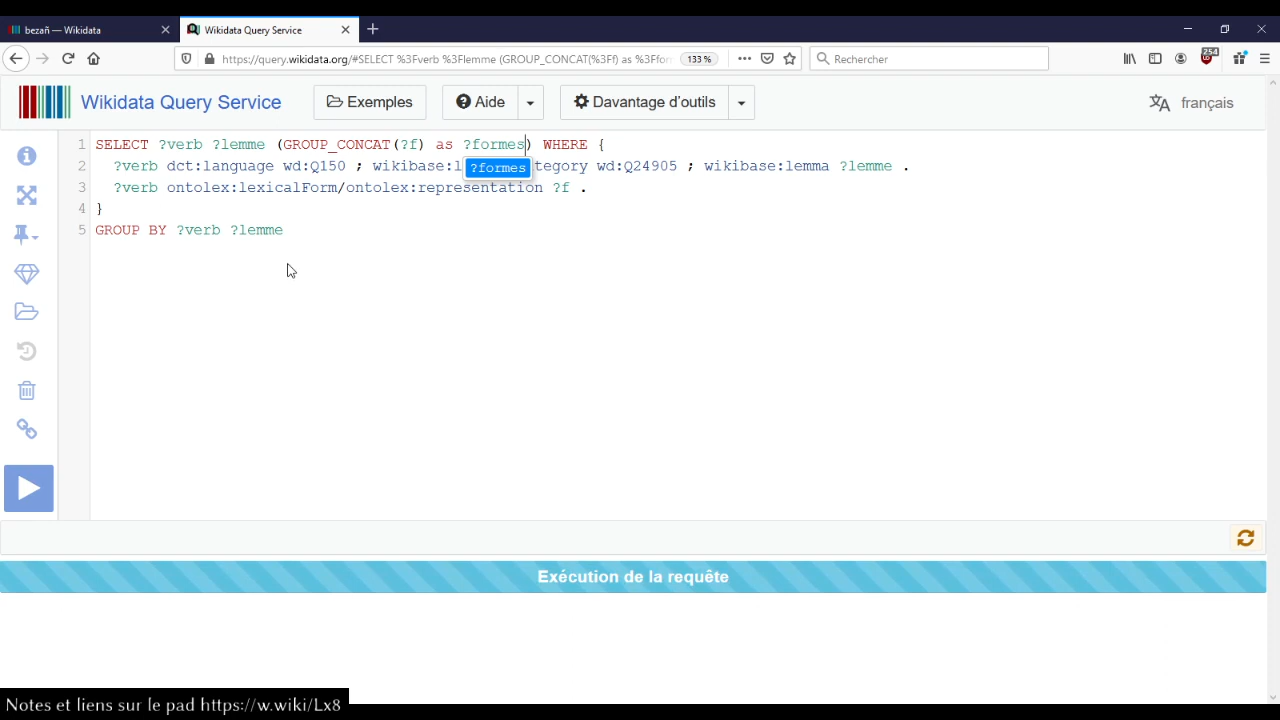 bezañ — Wikidata
Wikidata Query Service
https://query.wikidata.org/#SELECT %3Fverb %3Flemme (GROUP_CONCAT(%3Ff) as %3Ffon
133 %
Rechercher
254
Wikidata Query Service
Exemples
Aide
Davantage d'outils
français
1 SELECT ?verb ?lemme (GROUP_CONCAT(?f) as ?formes) WHERE {
2 ?verb dct:language wd:Q150 ; wikibase:l tegory wd:Q24905 ; wikibase:lemma ?lemme .
?formes
3 ?verb ontolex:lexicalForm/ontolex:representation ?f .
4 }
5 GROUP BY ?verb ?lemme
Exécution de la requête
Notes et liens sur le pad https://w.wiki/Lx8